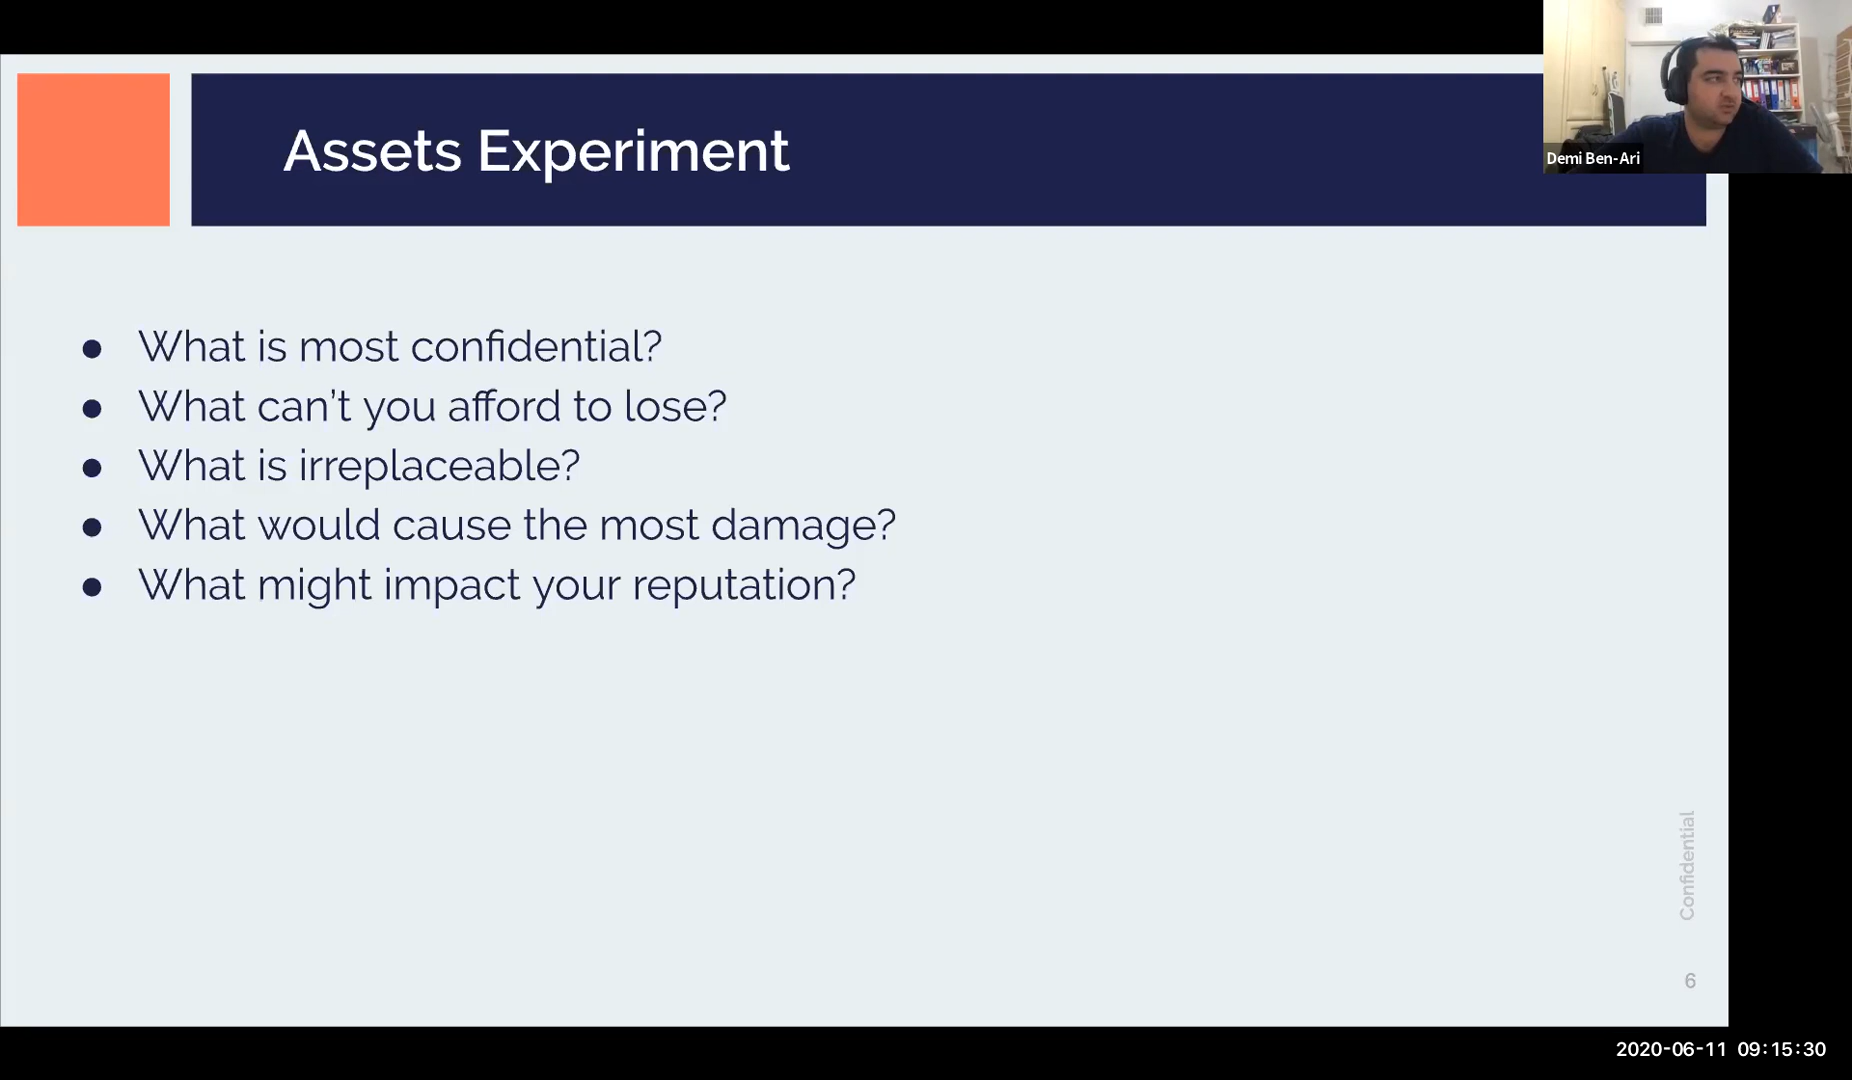 Assets Experiment
Demi Ben-Ari
● What is most confidential?
● What can't you afford to lose?
● What is irreplaceable?
● What would cause the most damage?
● What might impact your reputation?
Confidential
6
2020-06-11 09:15:30